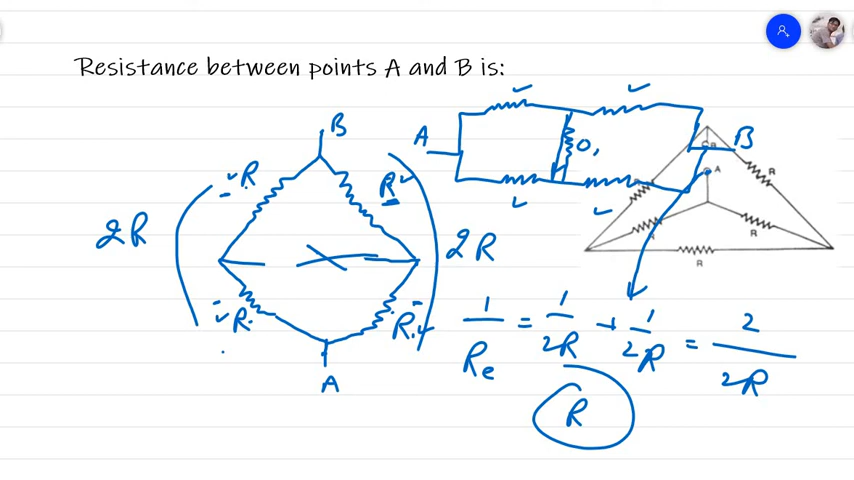 Resistance between points A and B is:
B
A
O,
B
R
R
2R
2R
R
R
A
B
A
R
R
R
R
1/Re = 1/2R + 1/2R = 2/2R
R